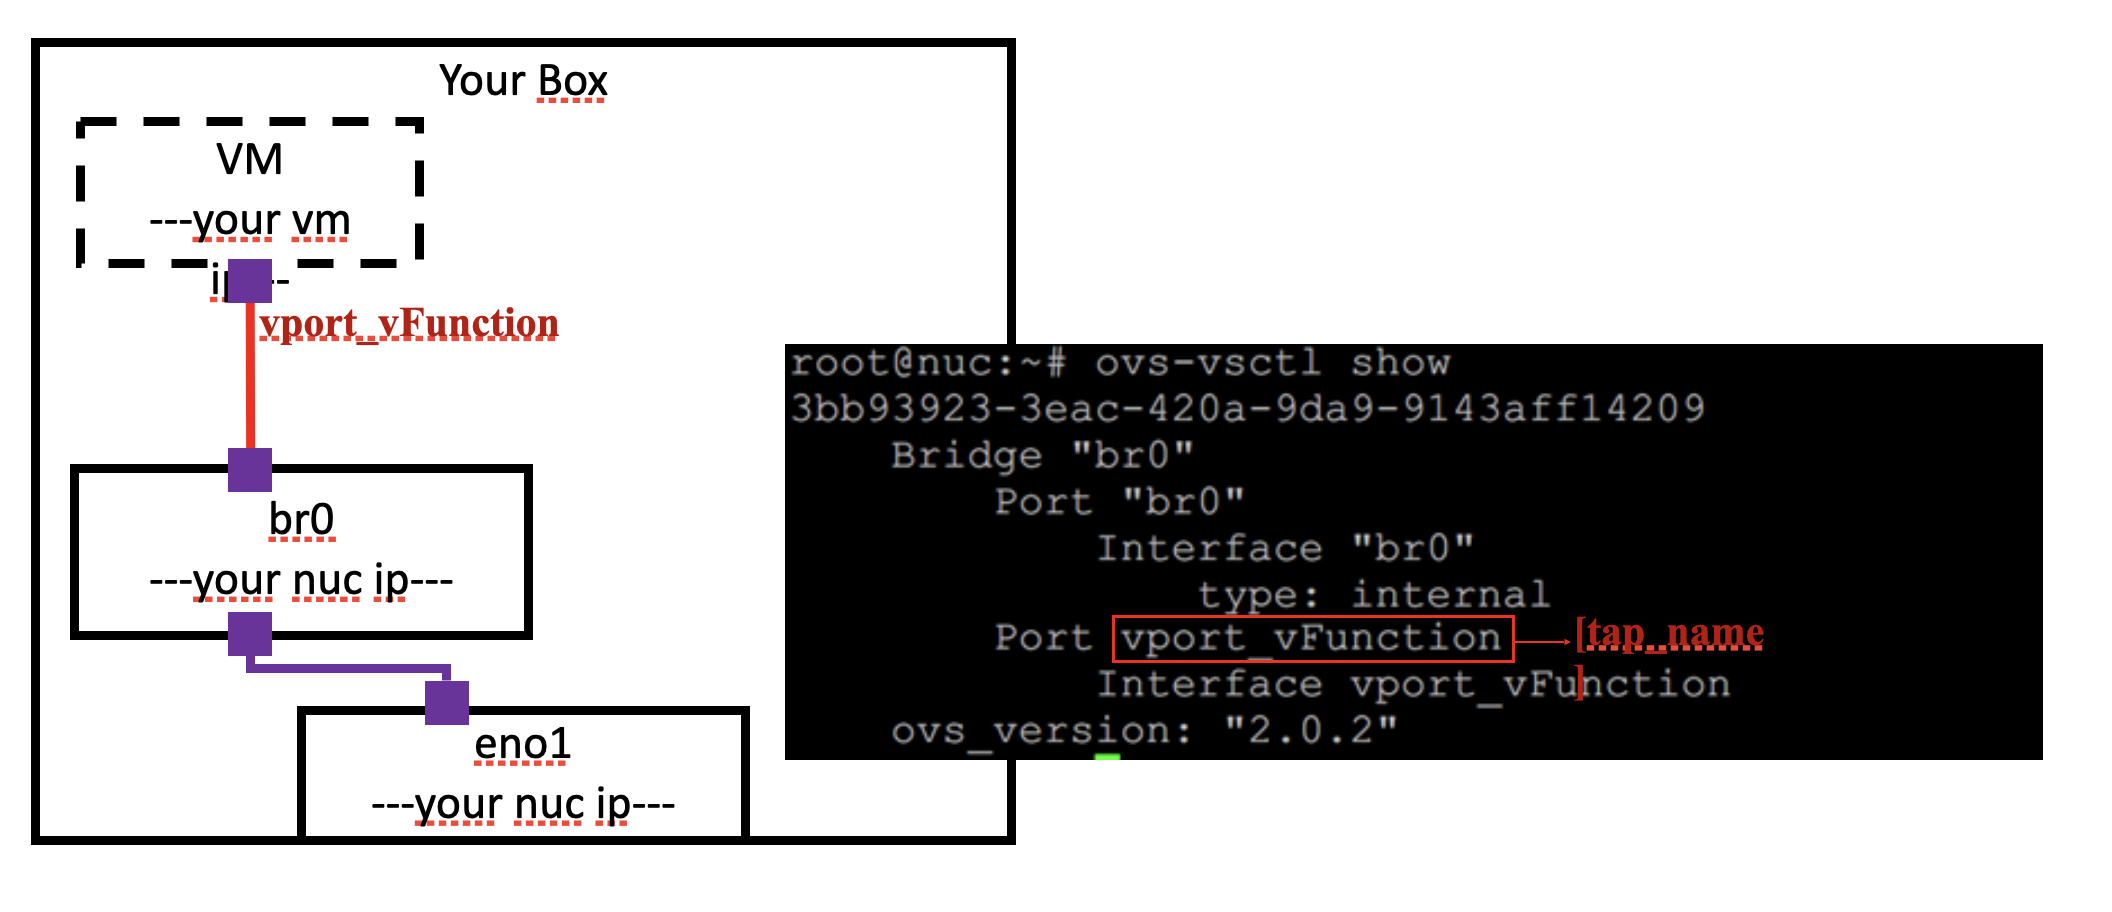 Your Box
VM
---your vm
ip---
vport_vFunction
br0
---your nuc ip---
eno1
---your nuc ip---
root@nuc:~# ovs-vsctl show
3bb93923-3eac-420a-9da9-9143aff14209
Bridge "br0"
Port "br0"
Interface "br0"
type: internal
Port vport_vFunction
[tap_name
]
Interface vport_vFunction
ovs_version: "2.0.2"